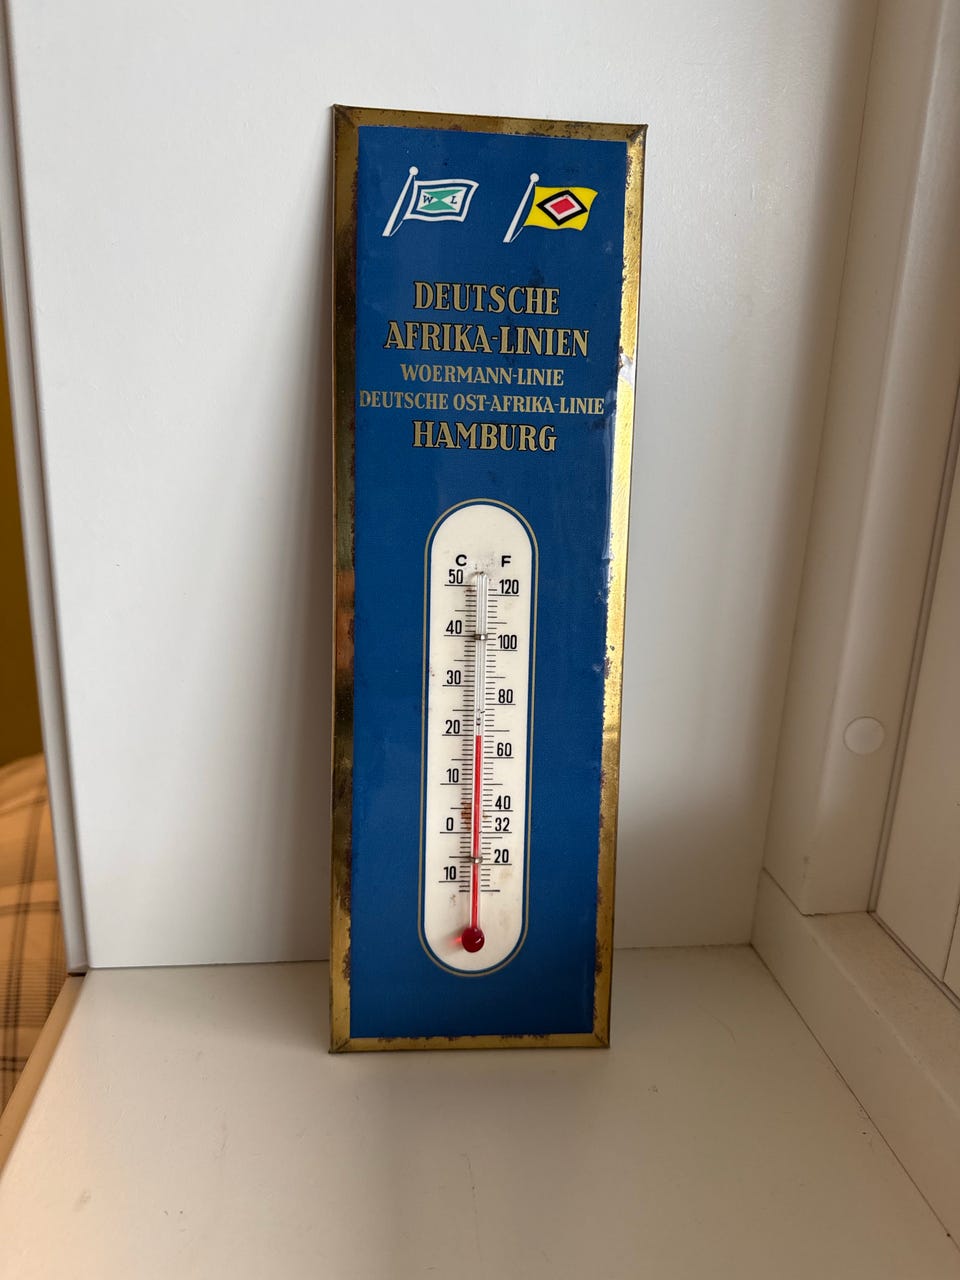 W L
DEUTSCHE
AFRIKA-LINIEN
WOERMANN-LINIE
DEUTSCHE OST-AFRIKA-LINIE
HAMBURG
C F
50 120
40 100
30 80
20 60
10 40
0 32
10 20